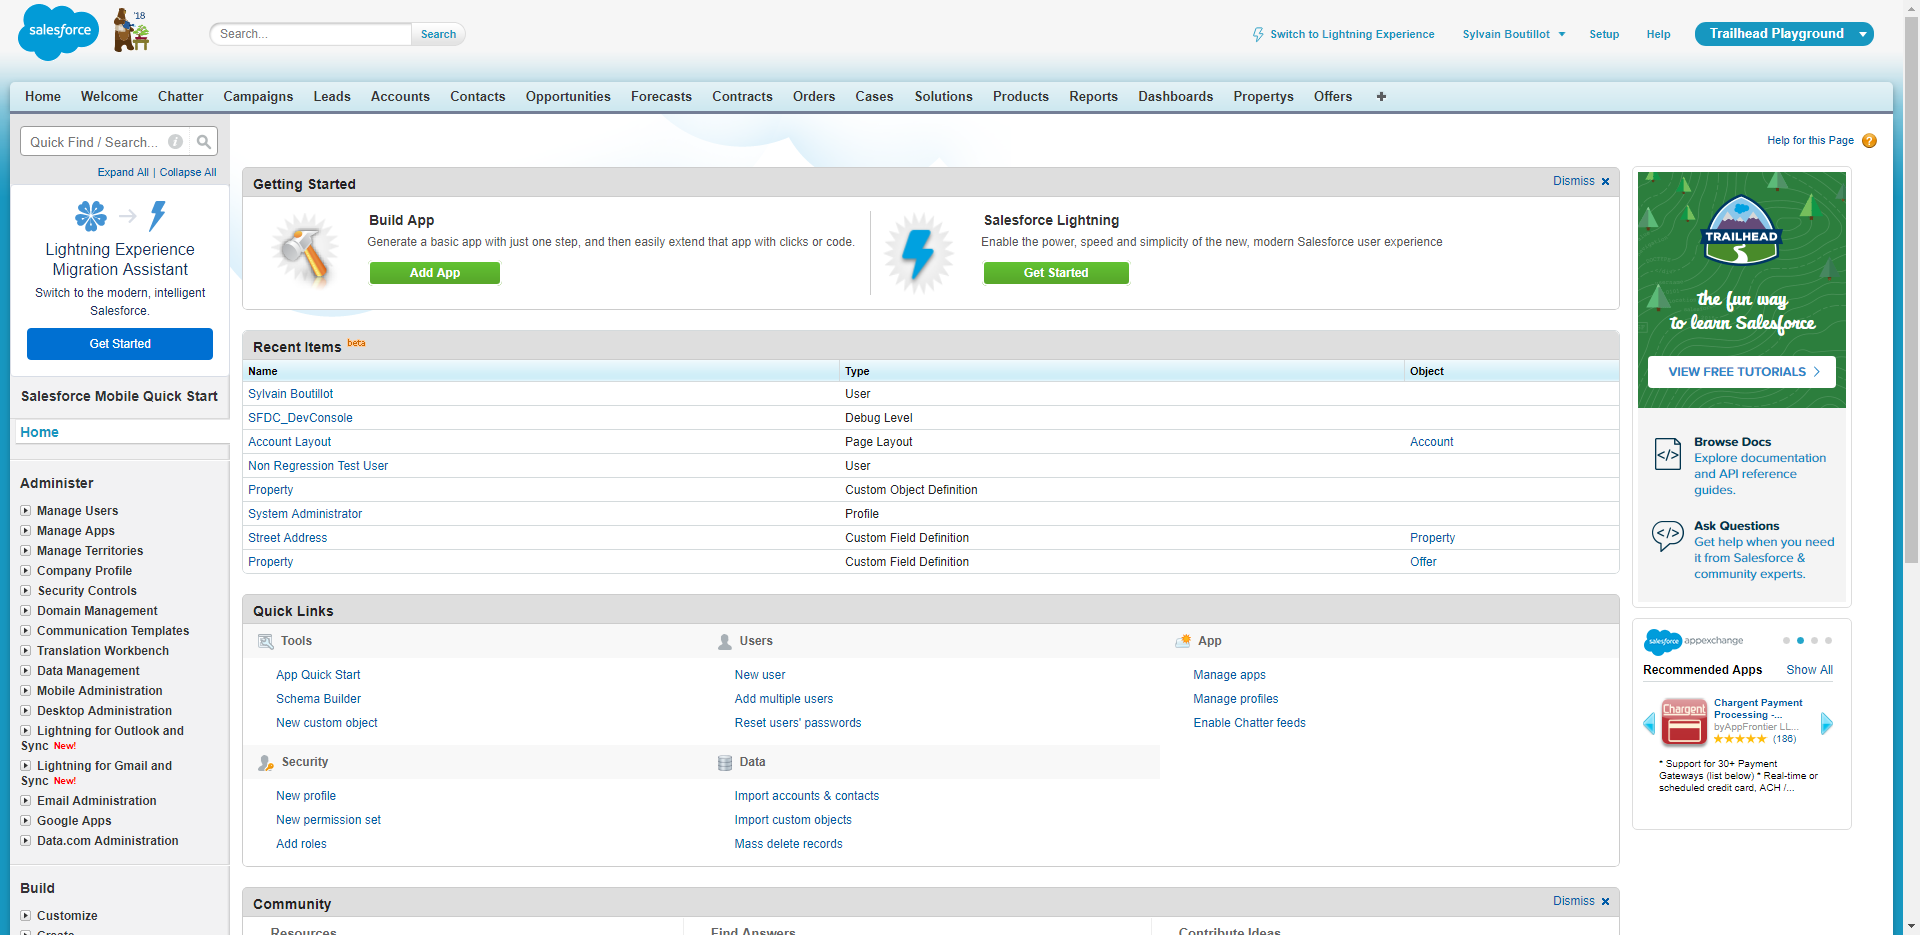 salesforce
'18
Search...
Search
Switch to Lightning Experience
Sylvain Boutillot
Setup
Help
Trailhead Playground
Home Welcome Chatter Campaigns Leads Accounts Contacts Opportunities Forecasts Contracts Orders Cases Solutions Products Reports Dashboards Propertys Offers +
Quick Find / Search...
Expand All | Collapse All
Lightning Experience
Migration Assistant
Switch to the modern, intelligent
Salesforce.
Get Started
Salesforce Mobile Quick Start
Home
Administer
Manage Users
Manage Apps
Manage Territories
Company Profile
Security Controls
Domain Management
Communication Templates
Translation Workbench
Data Management
Mobile Administration
Desktop Administration
Lightning for Outlook and
Sync New!
Lightning for Gmail and
Sync New!
Email Administration
Google Apps
Data.com Administration
Build
Customize
Create
Help for this Page ?
Getting Started
Dismiss
Build App
Generate a basic app with just one step, and then easily extend that app with clicks or code.
Add App
Salesforce Lightning
Enable the power, speed and simplicity of the new, modern Salesforce user experience
Get Started
Recent Items beta
Name Type Object
Sylvain Boutillot User
SFDC_DevConsole Debug Level
Account Layout Page Layout Account
Non Regression Test User User
Property Custom Object Definition
System Administrator Profile
Street Address Custom Field Definition Property
Property Custom Field Definition Offer
Quick Links
Tools
App Quick Start
Schema Builder
New custom object
Users
New user
Add multiple users
Reset users' passwords
App
Manage apps
Manage profiles
Enable Chatter feeds
Security
New profile
New permission set
Add roles
Data
Import accounts & contacts
Import custom objects
Mass delete records
Community
Dismiss
Resources
Find Answers
Contribute Ideas
TRAILHEAD
the fun way
to learn Salesforce
VIEW FREE TUTORIALS
Browse Docs
Explore documentation
and API reference
guides.
Ask Questions
Get help when you need
it from Salesforce &
community experts.
salesforce appexchange
Recommended Apps
Show All
Chargent
Chargent Payment
Processing -...
byAppFrontier LL...
(186)
* Support for 30+ Payment
Gateways (list below) * Real-time or
scheduled credit card, ACH /...